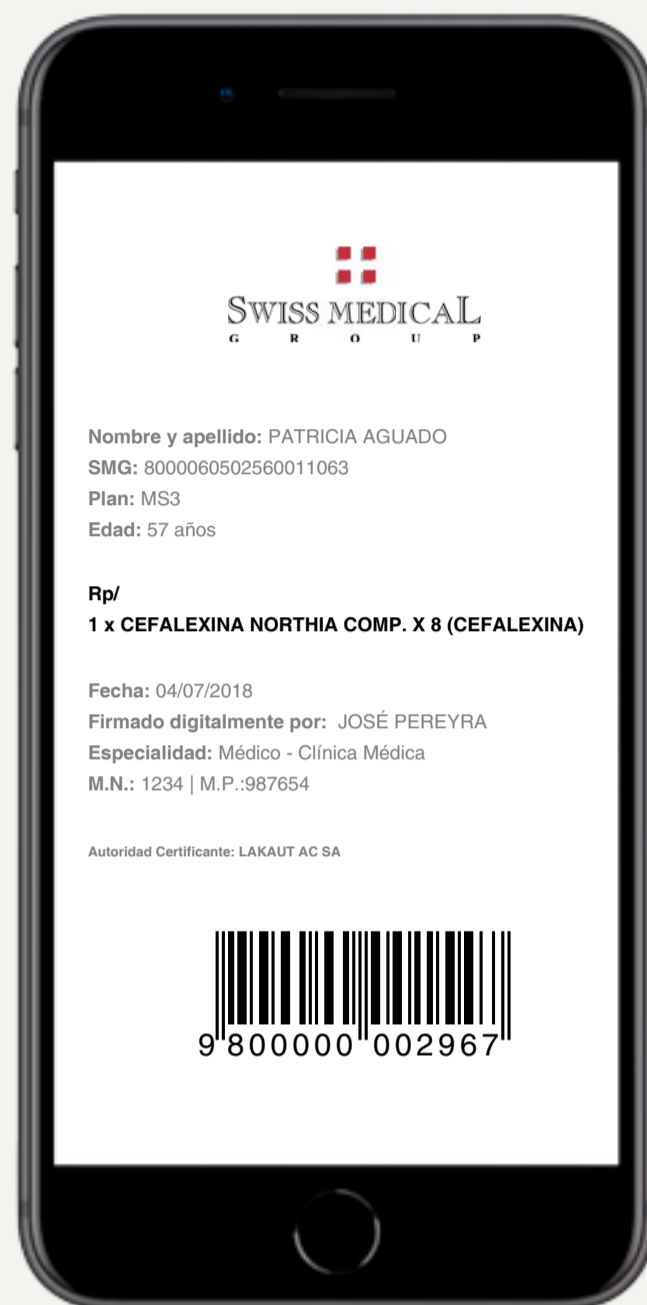 SWISS MEDICAL
GROUP
Nombre y apellido: PATRICIA AGUADO
SMG: 8000060502560011063
Plan: MS3
Edad: 57 años
Rp/
1 x CEFALEXINA NORTHIA COMP. X 8 (CEFALEXINA)
Fecha: 04/07/2018
Firmado digitalmente por: JOSÉ PEREYRA
Especialidad: Médico - Clínica Médica
M.N.: 1234 | M.P.:987654
Autoridad Certificante: LAKAUT AC SA
9 800000 002967